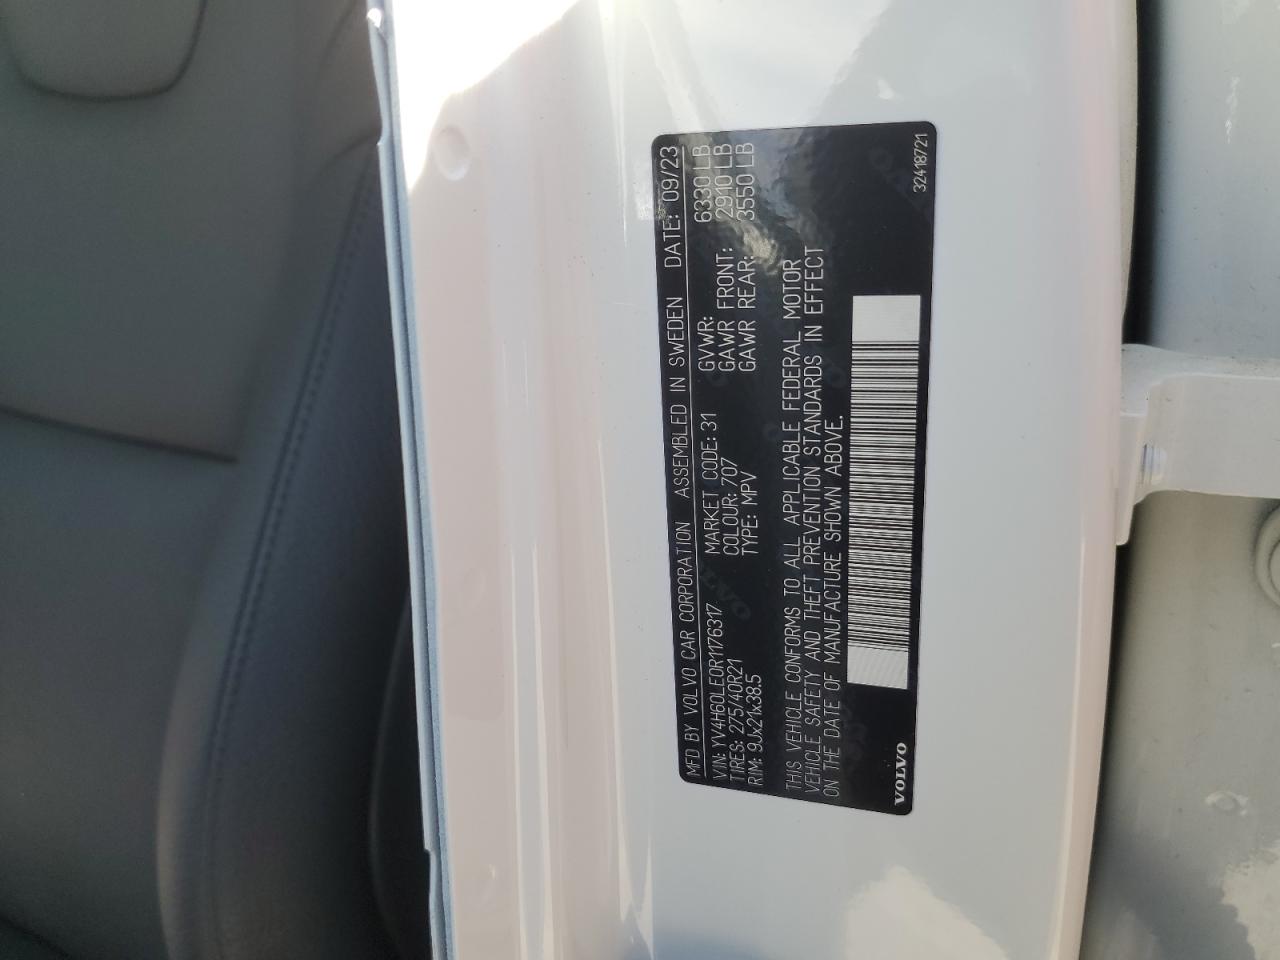 MFD BY VOLVO CAR CORPORATION ASSEMBLED IN SWEDEN DATE: 09/23
VIN: YV4H60LE0R1176317 MARKET CODE: 31 GVWR: 6330 LB
TIRES: 275/40R21 COLOUR: 707 GAWR FRONT: 2910 LB
RIM: 9Jx21x38.5 TYPE: MPV GAWR REAR: 3550 LB
THIS VEHICLE CONFORMS TO ALL APPLICABLE FEDERAL MOTOR
VEHICLE SAFETY AND THEFT PREVENTION STANDARDS IN EFFECT
ON THE DATE OF MANUFACTURE SHOWN ABOVE.
VOLVO 32418721